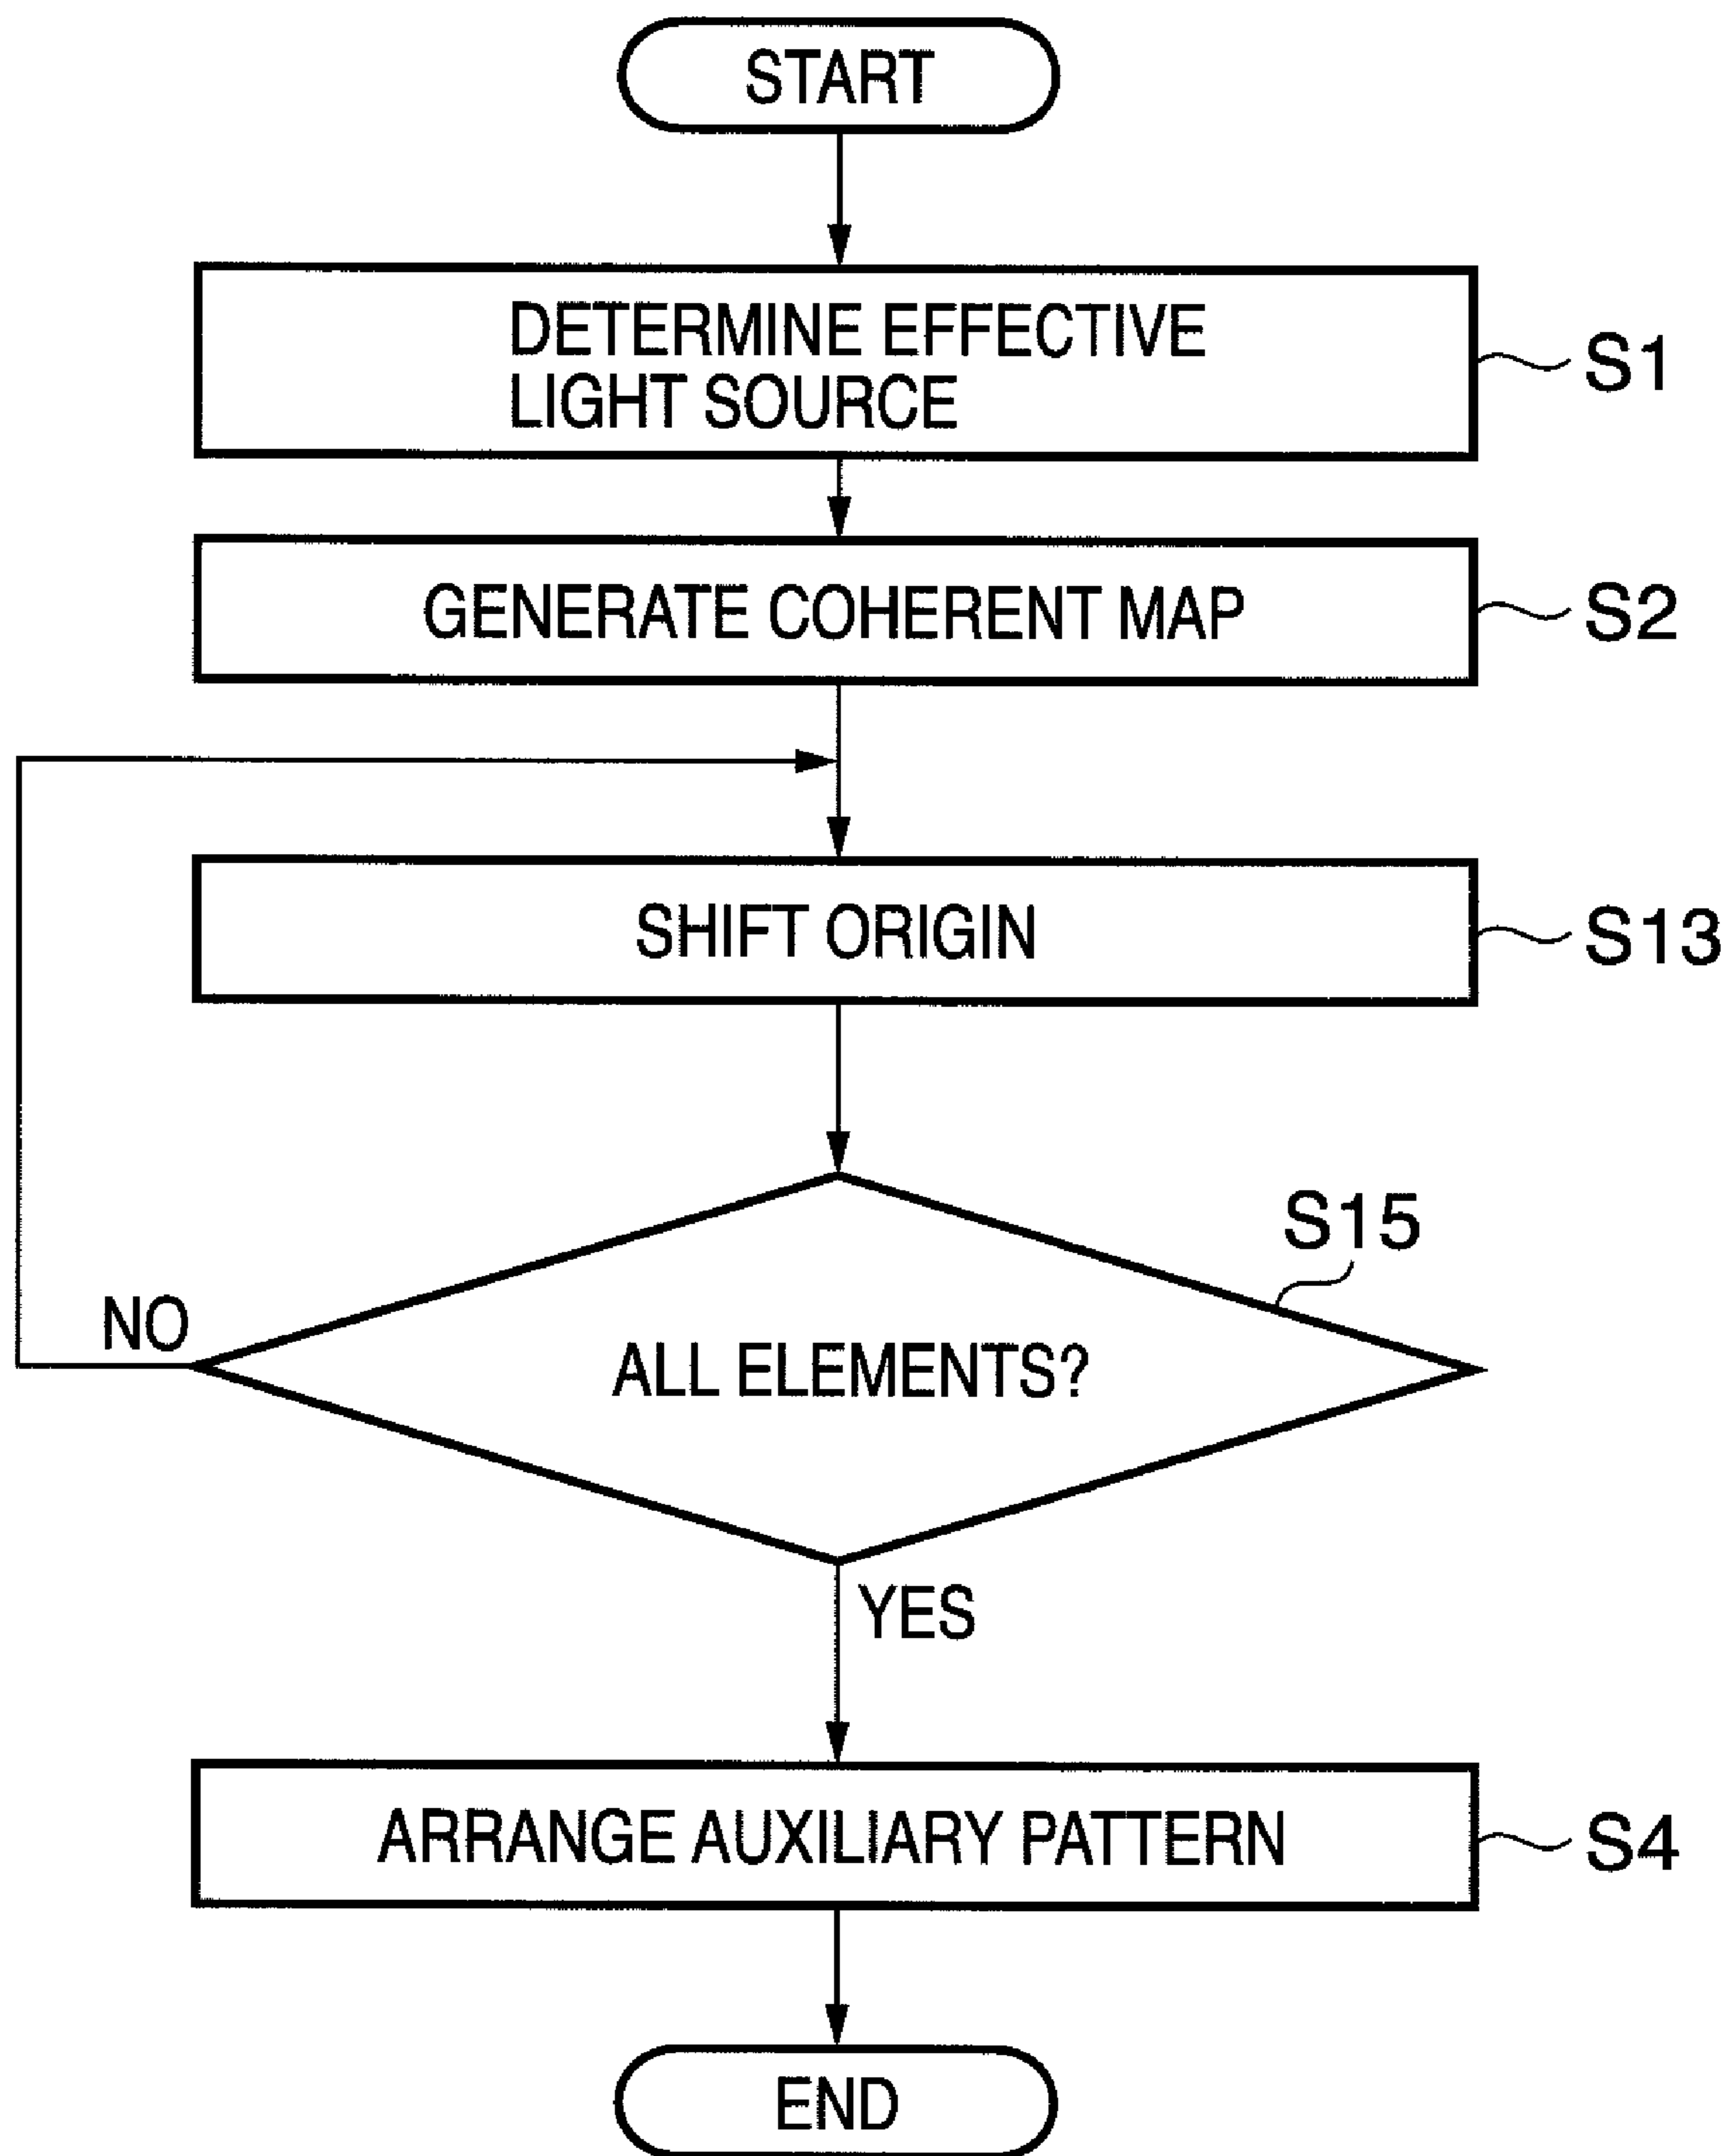 START
DETERMINE EFFECTIVE
LIGHT SOURCE
S1
GENERATE COHERENT MAP
S2
SHIFT ORIGIN
S13
S15
NO
ALL ELEMENTS?
YES
ARRANGE AUXILIARY PATTERN
S4
END